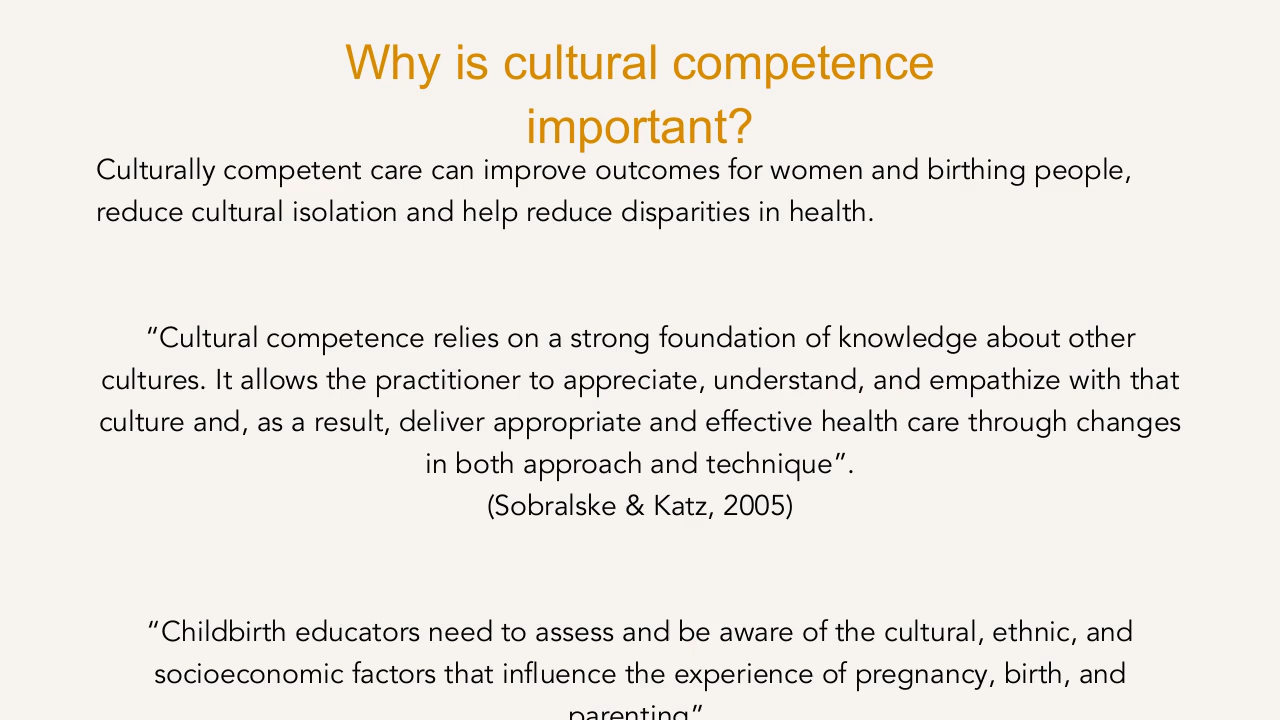 Why is cultural competence
important?
Culturally competent care can improve outcomes for women and birthing people,
reduce cultural isolation and help reduce disparities in health.
“Cultural competence relies on a strong foundation of knowledge about other
cultures. It allows the practitioner to appreciate, understand, and empathize with that
culture and, as a result, deliver appropriate and effective health care through changes
in both approach and technique”.
(Sobralske & Katz, 2005)
“Childbirth educators need to assess and be aware of the cultural, ethnic, and
socioeconomic factors that influence the experience of pregnancy, birth, and
parenting”